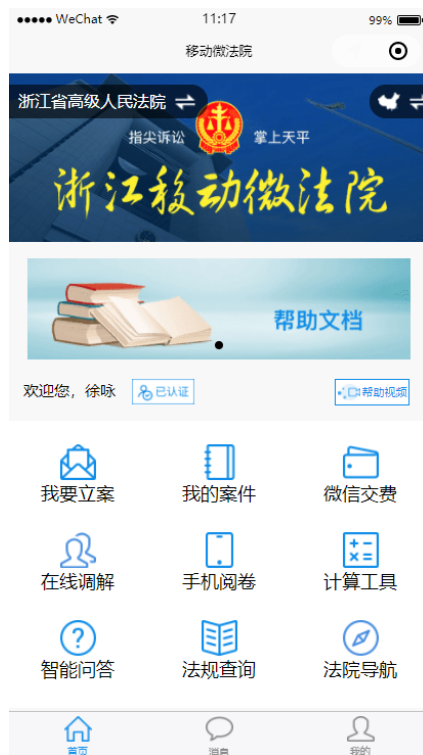 WeChat 11:17 99%
移动微法院
浙江省高级人民法院
指尖诉讼 掌上天平
浙江移动微法院
帮助文档
欢迎您，徐咏 已认证 帮助视频
我要立案 我的案件 微信交费
在线调解 手机阅卷 计算工具
智能问答 法规查询 法院导航
首页 消息 我的